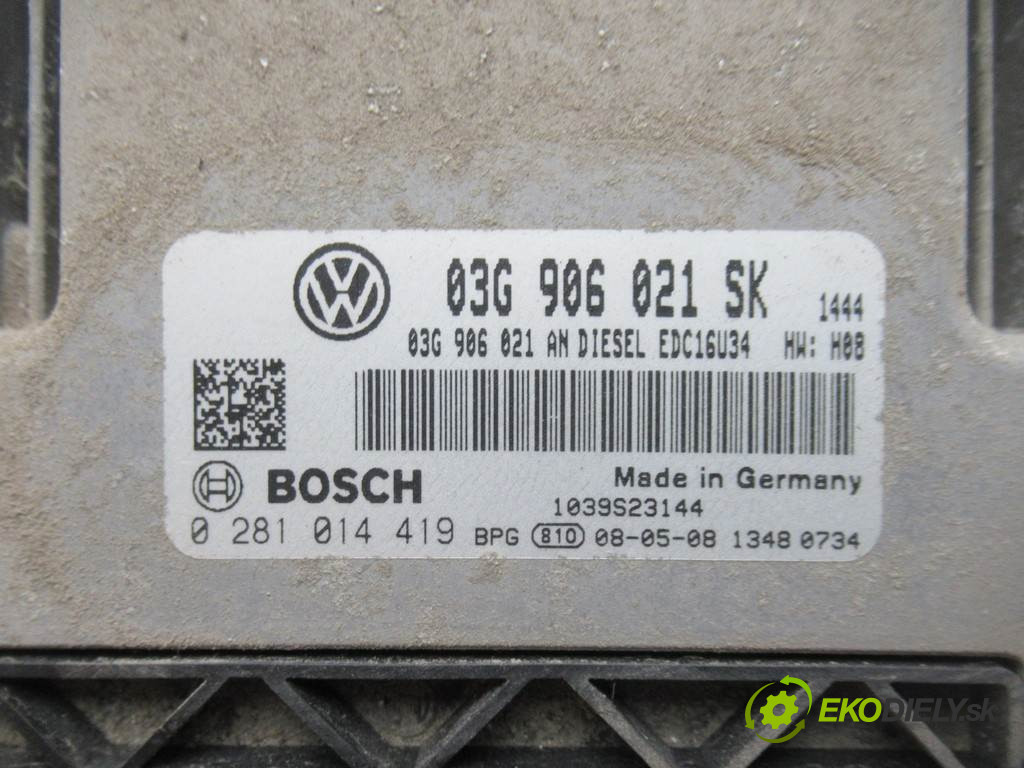 03G 906 021 SK 1444
03G 906 021 AN DIESEL EDC16U34 HW: H08
BOSCH Made in Germany
1039S23144
0 281 014 419 BPG 810 08-05-08 1348 0734
EKODIELY.sk